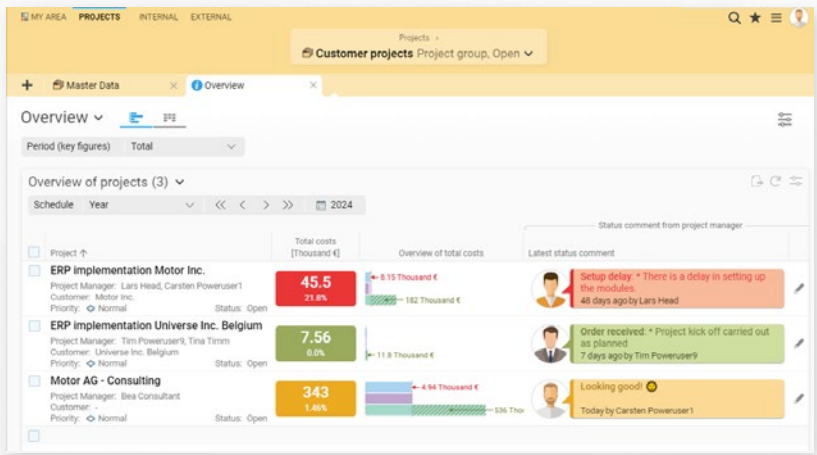 MY AREA PROJECTS INTERNAL EXTERNAL
Projects ›
Customer projects Project group, Open
Master Data × Overview ×
Overview
Period (key figures) Total
Overview of projects (3)
Schedule Year 2024
Status comment from project manager
Project ↑ Total costs [Thousand €] Overview of total costs Latest status comment
ERP implementation Motor Inc.
Project Manager: Lars Head, Carsten Poweruser1
Customer: Motor Inc.
Priority: Normal Status: Open
45.5
21.8%
8.15 Thousand €
182 Thousand €
Setup delay: * There is a delay in setting up
the modules.
48 days ago by Lars Head
ERP implementation Universe Inc. Belgium
Project Manager: Tim Poweruser9, Tina Timm
Customer: Universe Inc. Belgium
Priority: Normal Status: Open
7.56
0.0%
11.8 Thousand €
Order received: * Project kick off carried out
as planned
7 days ago by Tim Poweruser9
Motor AG - Consulting
Project Manager: Bea Consultant
Customer: -
Priority: Normal Status: Open
343
1.46%
4.94 Thousand €
536 Thou
Looking good!
Today by Carsten Poweruser1